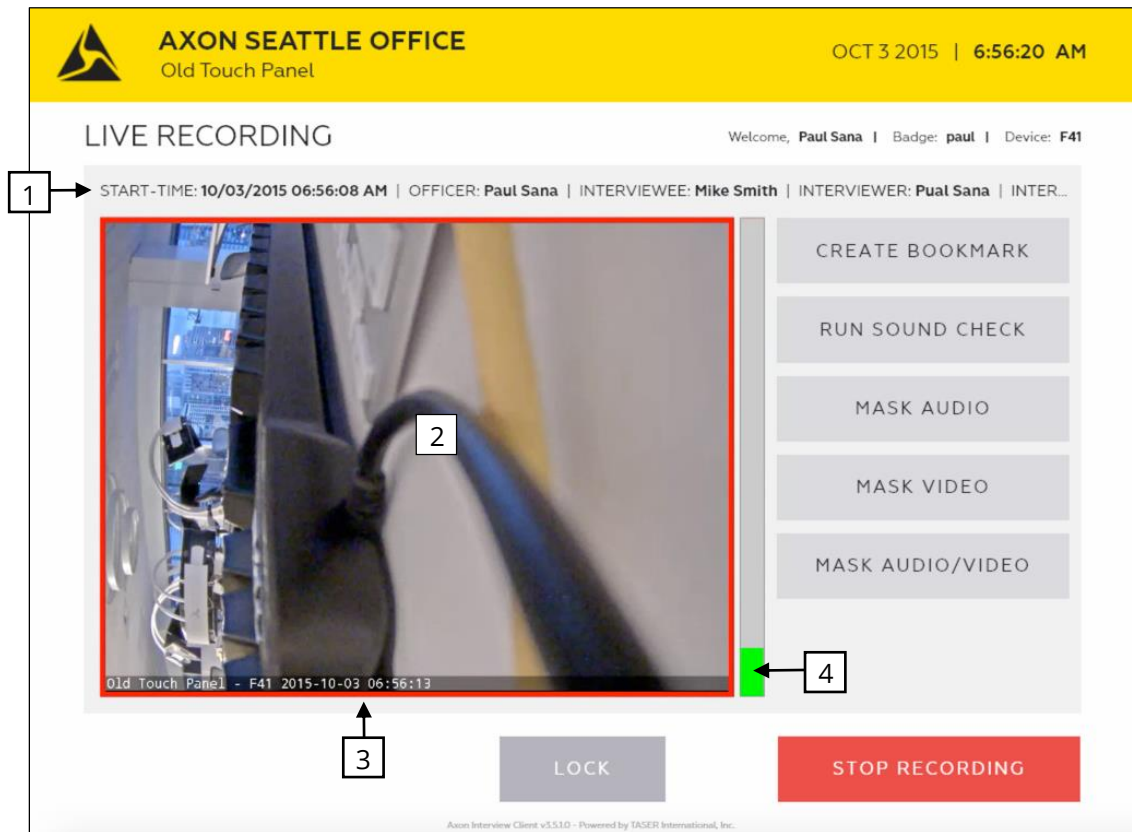 AXON SEATTLE OFFICE
Old Touch Panel
OCT 3 2015 | 6:56:20 AM
LIVE RECORDING
Welcome, Paul Sana | Badge: paul | Device: F41
1
START-TIME: 10/03/2015 06:56:08 AM | OFFICER: Paul Sana | INTERVIEWEE: Mike Smith | INTERVIEWER: Pual Sana | INTER...
CREATE BOOKMARK
RUN SOUND CHECK
MASK AUDIO
2
MASK VIDEO
MASK AUDIO/VIDEO
4
Old Touch Panel - F41 2015-10-03 06:56:13
3
LOCK
STOP RECORDING
Axon Interview Client v3.5.1.0 - Powered by TASER International, Inc.